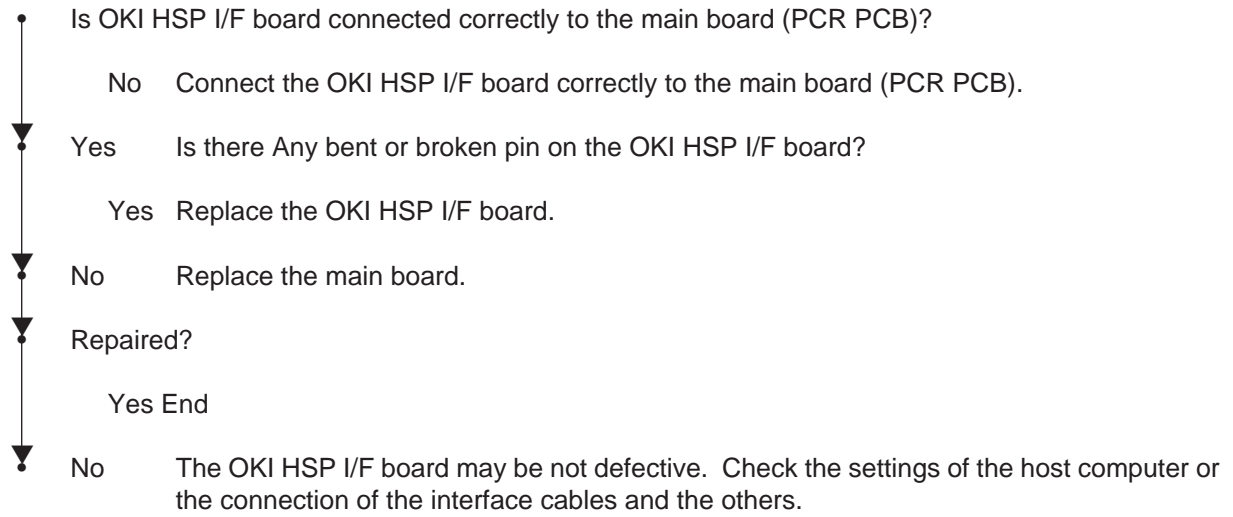 Is OKI HSP I/F board connected correctly to the main board (PCR PCB)?
No Connect the OKI HSP I/F board correctly to the main board (PCR PCB).
Yes Is there Any bent or broken pin on the OKI HSP I/F board?
Yes Replace the OKI HSP I/F board.
No Replace the main board.
Repaired?
Yes End
No The OKI HSP I/F board may be not defective. Check the settings of the host computer or
the connection of the interface cables and the others.